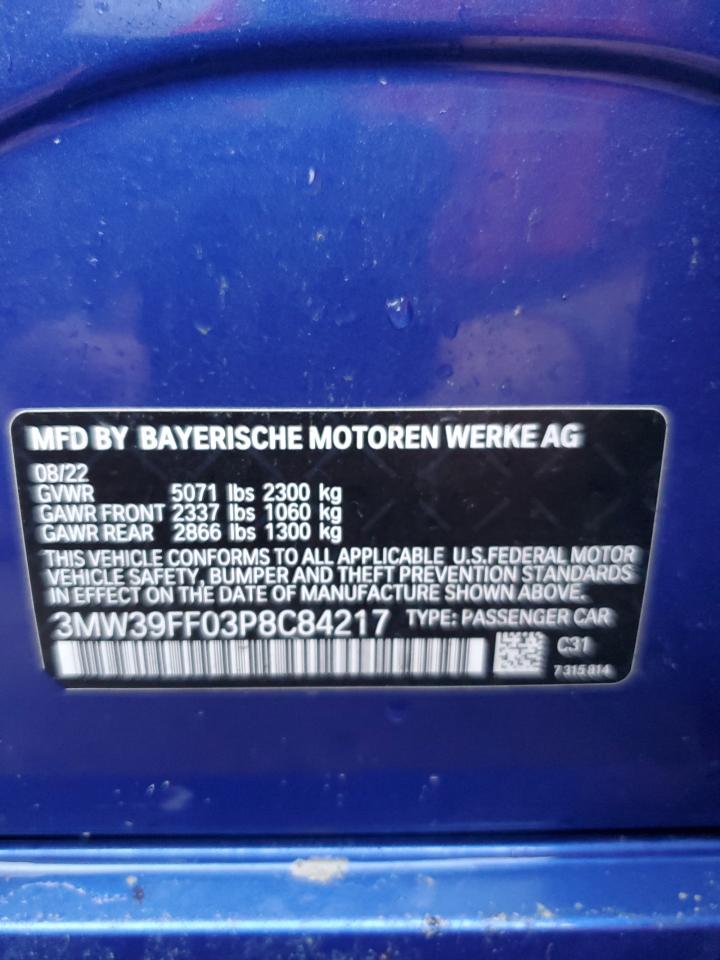 MFD BY BAYERISCHE MOTOREN WERKE AG
08/22
GVWR 5071 lbs 2300 kg
GAWR FRONT 2337 lbs 1060 kg
GAWR REAR 2866 lbs 1300 kg
THIS VEHICLE CONFORMS TO ALL APPLICABLE U.S.FEDERAL MOTOR
VEHICLE SAFETY, BUMPER AND THEFT PREVENTION STANDARDS
IN EFFECT ON THE DATE OF MANUFACTURE SHOWN ABOVE.
3MW39FF03P8C84217 TYPE: PASSENGER CAR
C31
7 315 814